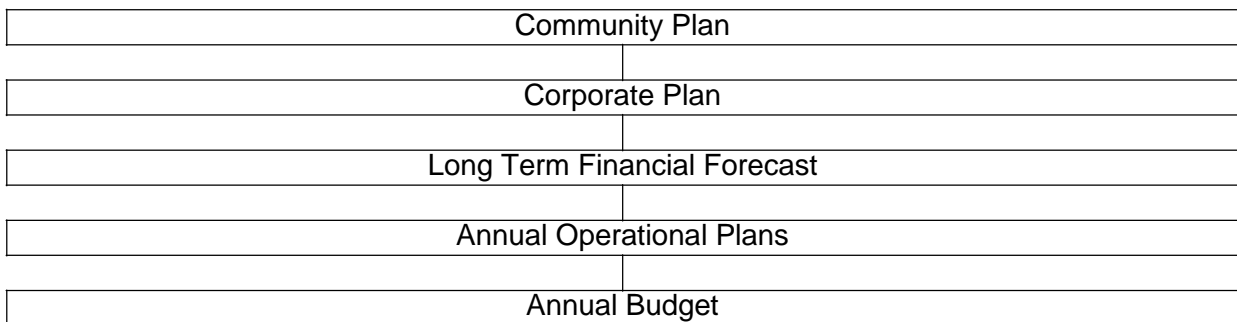 Community Plan
Corporate Plan
Long Term Financial Forecast
Annual Operational Plans
Annual Budget